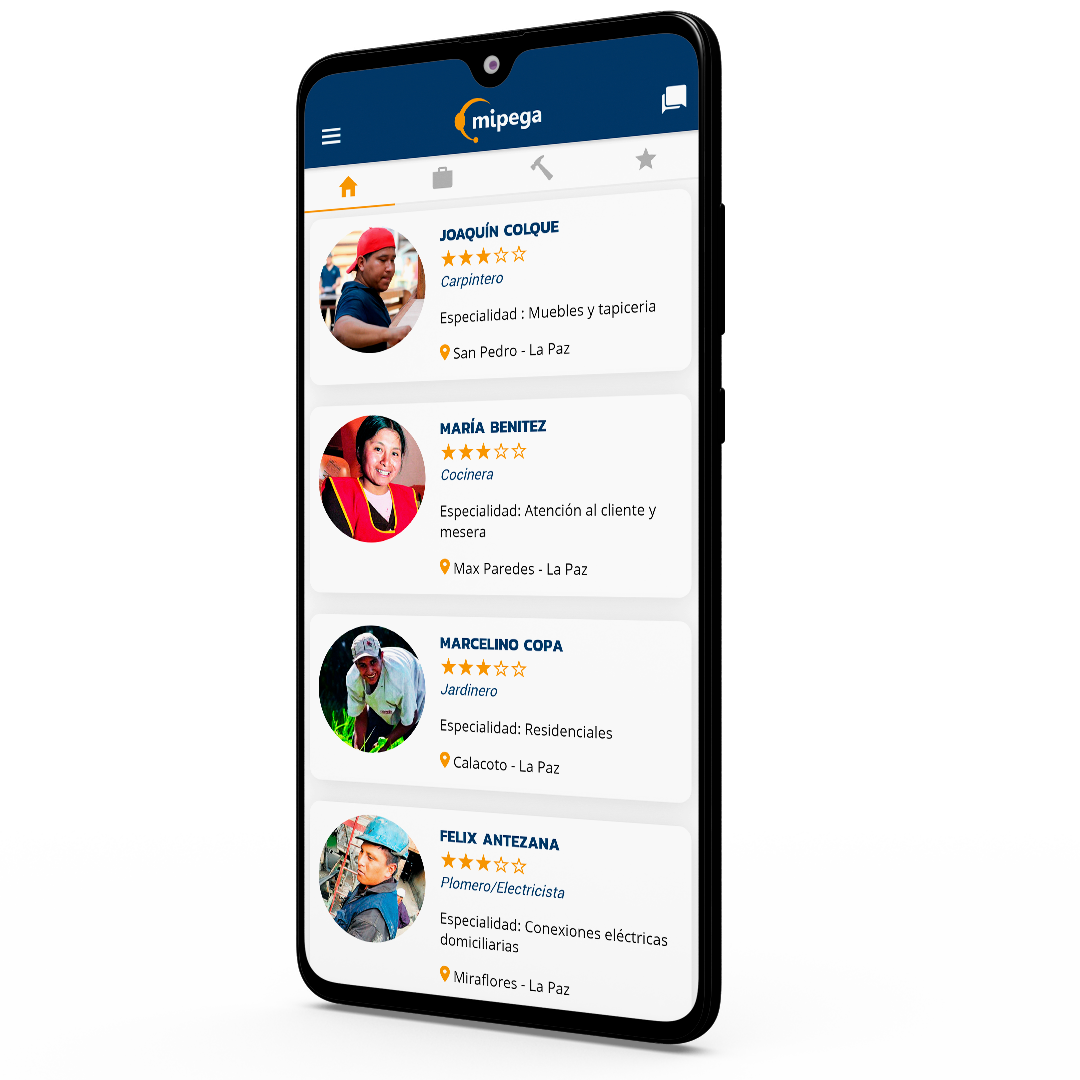 mipega
JOAQUÍN COLQUE
Carpintero
Especialidad : Muebles y tapiceria
San Pedro - La Paz
MARÍA BENITEZ
Cocinera
Especialidad: Atención al cliente y
mesera
Max Paredes - La Paz
MARCELINO COPA
Jardinero
Especialidad: Residenciales
Calacoto - La Paz
FELIX ANTEZANA
Plomero/Electricista
Especialidad: Conexiones eléctricas
domiciliarias
Miraflores - La Paz